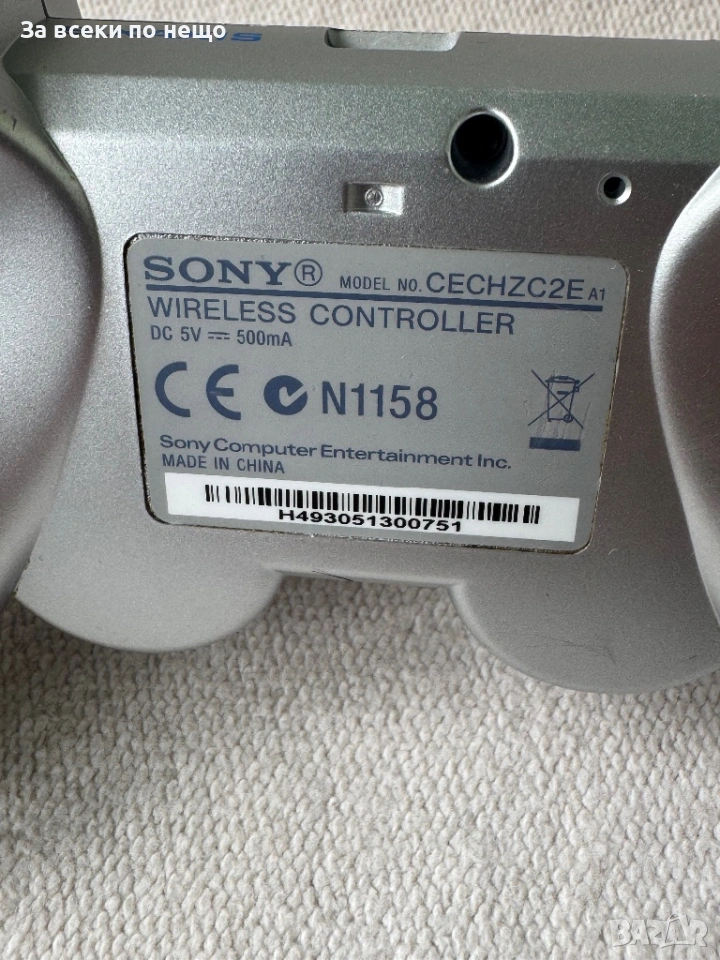 За всеки по нещо
SONY® MODEL NO. CECHZC2E A1
WIRELESS CONTROLLER
DC 5V ⎓ 500mA
CE N1158
Sony Computer Entertainment Inc.
MADE IN CHINA
H493051300751
BAZAR